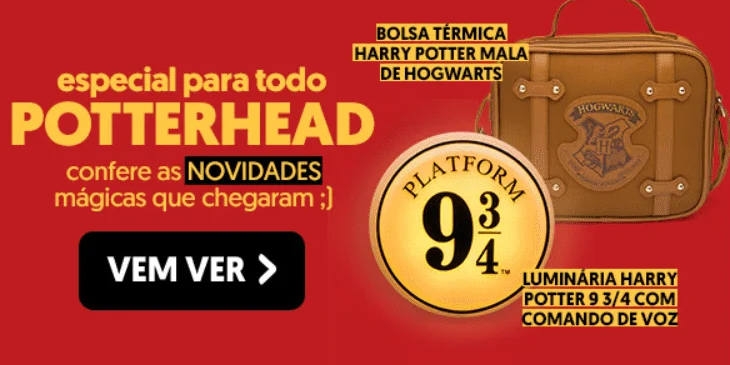 especial para todo
POTTERHEAD
confere as NOVIDADES
mágicas que chegaram ;)
VEM VER >
BOLSA TÉRMICA
HARRY POTTER MALA
DE HOGWARTS
HOGWARTS
PLATFORM
9 3/4
™
LUMINÁRIA HARRY
POTTER 9 3/4 COM
COMANDO DE VOZ